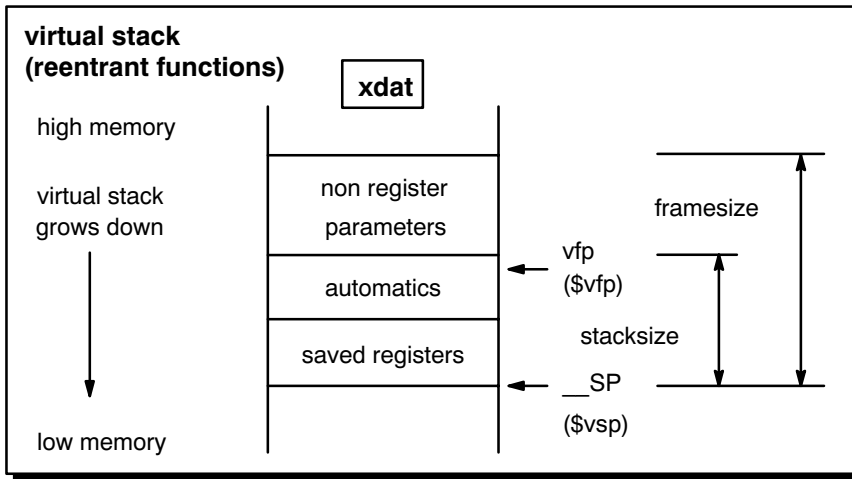 virtual stack
(reentrant functions)
xdat
high memory
virtual stack
grows down
non register
parameters
framesize
vfp
($vfp)
automatics
stacksize
saved registers
__SP
($vsp)
low memory